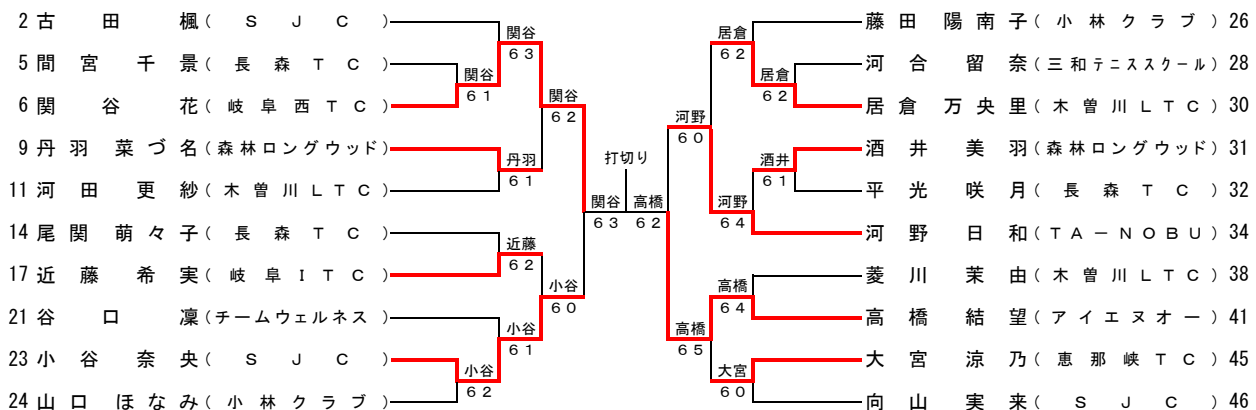 2 古田 楓 (SJC)
5 間宮 千景 (長森TC)
6 関谷 花 (岐阜西TC)
9 丹羽 菜づ名 (森林ロングウッド)
11 河田 更紗 (木曽川LTC)
14 尾関 萌々子 (長森TC)
17 近藤 希実 (岐阜ITC)
21 谷口 凜 (チームウェルネス)
23 小谷 奈央 (SJC)
24 山口 ほなみ (小林クラブ)
関谷
63
関谷
61
関谷
62
丹羽
61
近藤
62
小谷
60
小谷
61
小谷
62
打切り
関谷 高橋
63 62
居倉
62
居倉
62
河野
60
酒井
61
河野
64
高橋
64
高橋
65
大宮
60
藤田 陽南子 (小林クラブ) 26
河合 留奈 (三和テニススクール) 28
居倉 万央里 (木曽川LTC) 30
酒井 美羽 (森林ロングウッド) 31
平光 咲月 (長森TC) 32
河野 日和 (TA-NOBU) 34
菱川 茉由 (木曽川LTC) 38
高橋 結望 (アイエヌオー) 41
大宮 涼乃 (恵那峡TC) 45
向山 実来 (SJC) 46